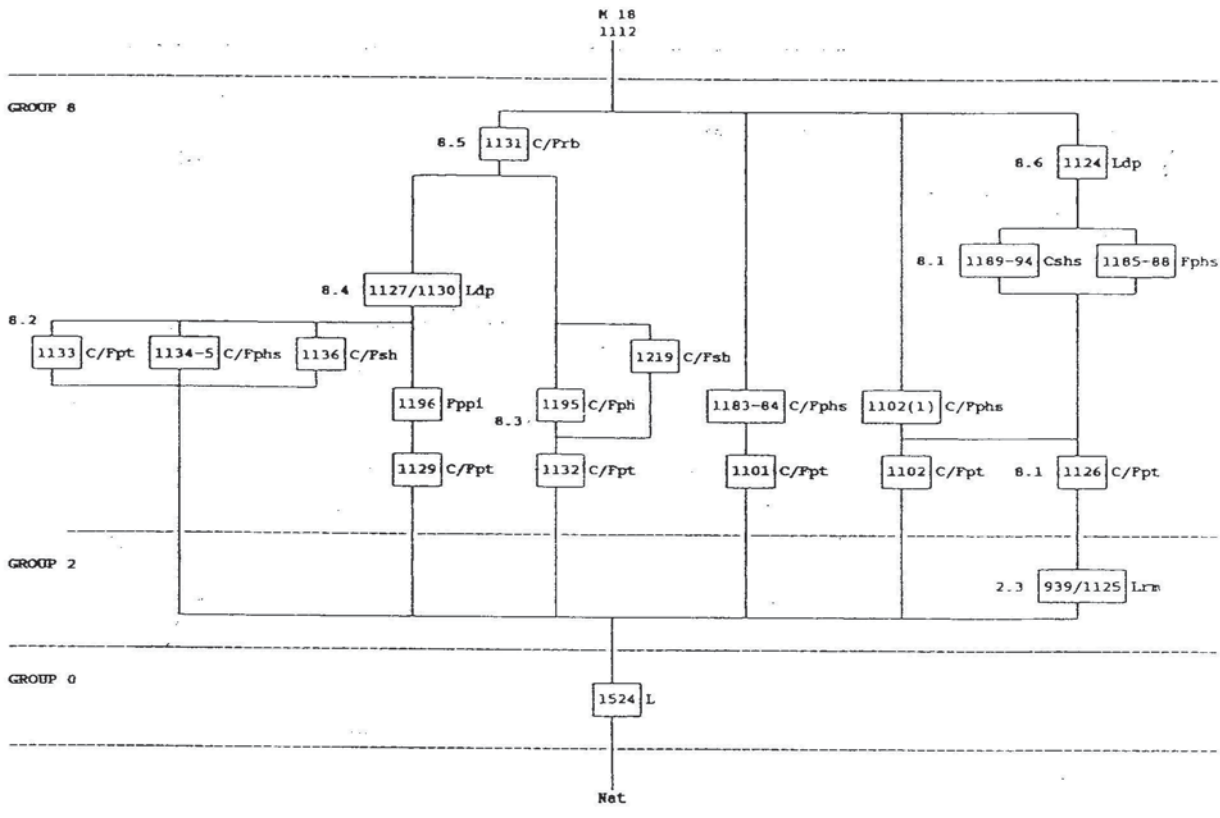 M 18
1112
GROUP 8
8.5 1131 C/Frb
8.6 1124 Ldp
8.1 1189-94 Cshs 1185-88 Fphs
8.4 1127/1130 Ldp
8.2
1133 C/Fpt 1134-5 C/Fphs 1136 C/Fsh 1219 C/Fsh
1196 Fppi 1195 C/Fph 1183-84 C/Fphs 1102(1) C/Fphs
8.3
1129 C/Fpt 1132 C/Fpt 1101 C/Fpt 1102 C/Fpt 8.1 1126 C/Fpt
GROUP 2
2.3 939/1125 Lrm
GROUP 0
1524 L
Nat